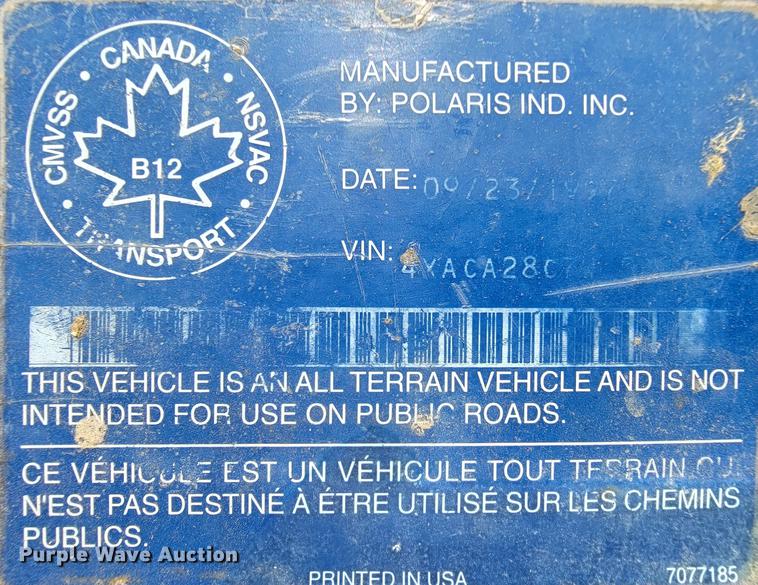 CANADA
CMVSS
NSVAC
B12
TRANSPORT
MANUFACTURED
BY: POLARIS IND. INC.
DATE:
VIN:
THIS VEHICLE IS AN ALL TERRAIN VEHICLE AND IS NOT
INTENDED FOR USE ON PUBLIC ROADS.
CE VÉHICULE EST UN VÉHICULE TOUT TERRAIN QUI
N'EST PAS DESTINÉ À ÉTRE UTILISÉ SUR LES CHEMINS
PUBLICS.
Purple Wave Auction
PRINTED IN USA
7077185